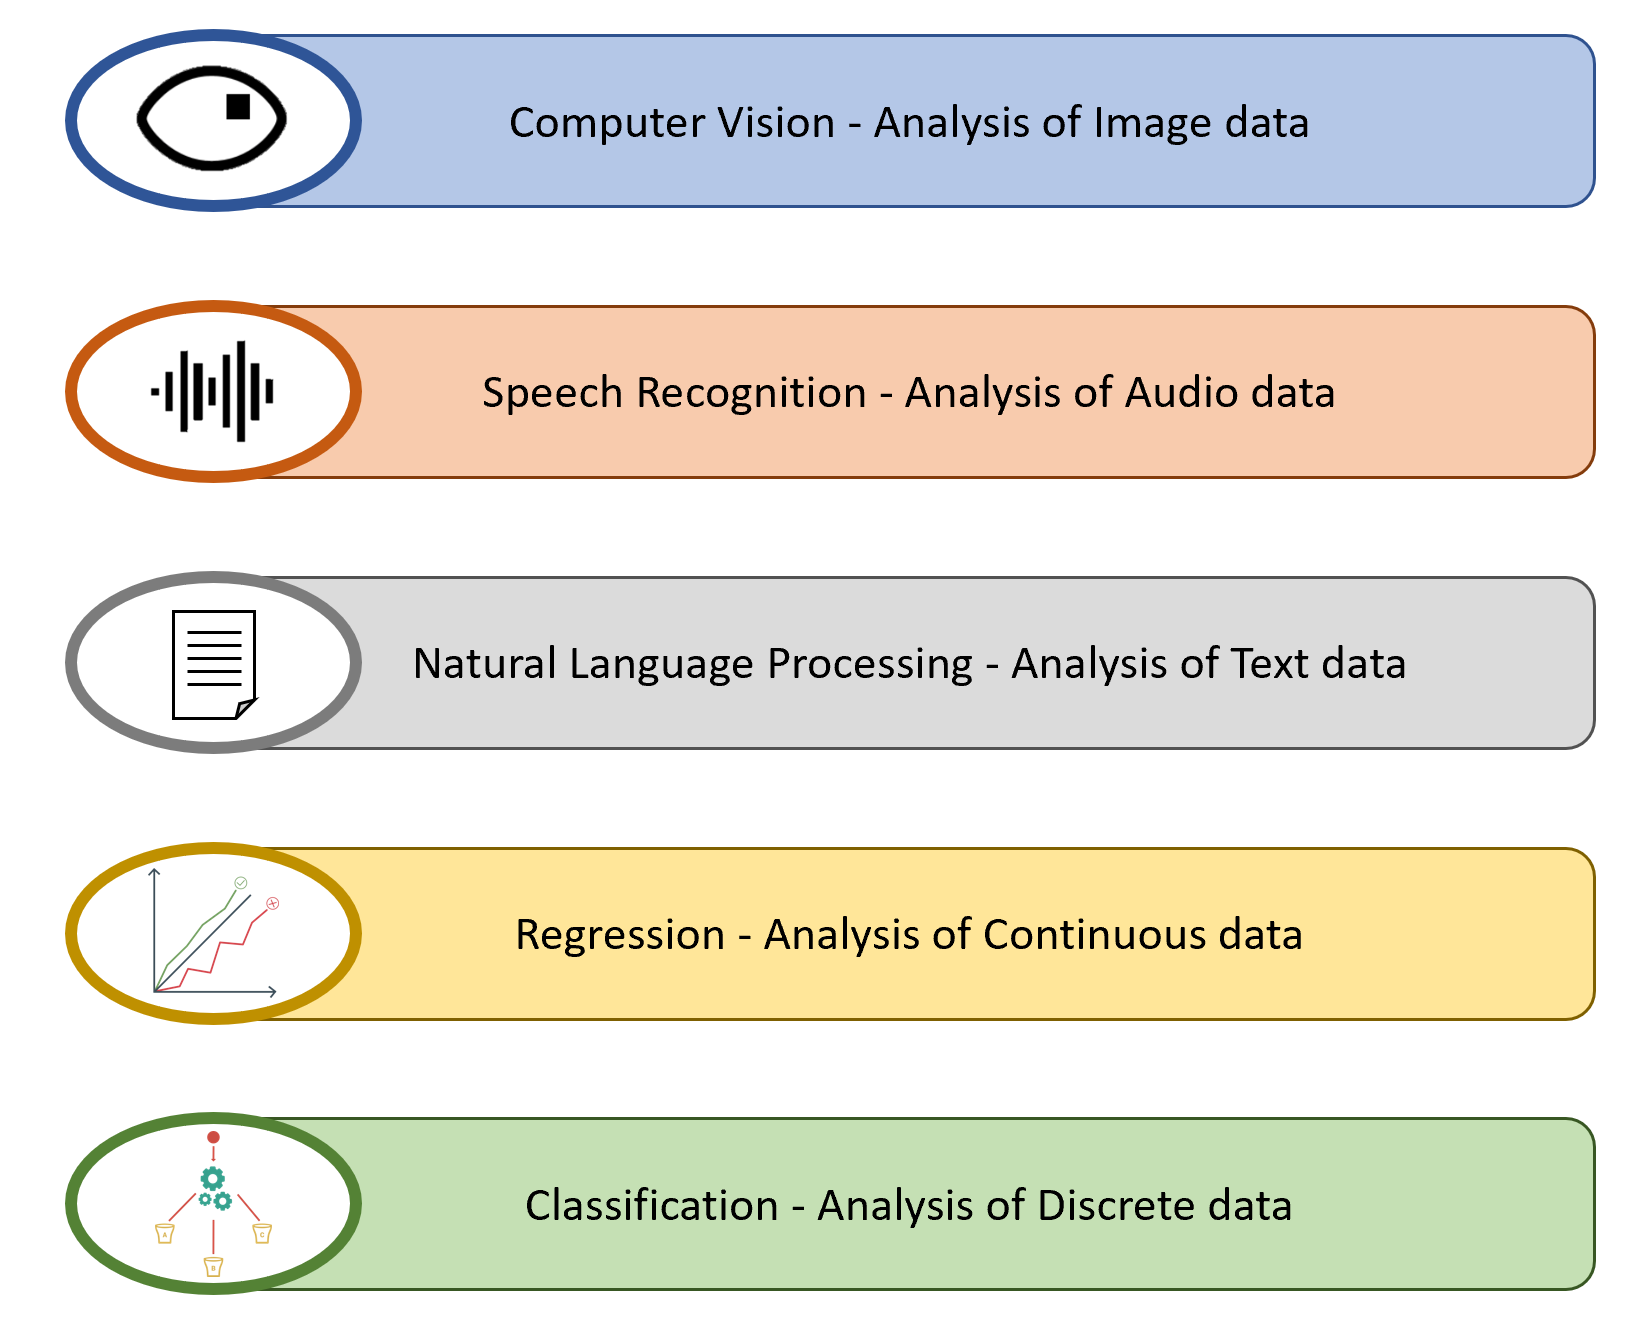 Computer Vision - Analysis of Image data
Speech Recognition - Analysis of Audio data
Natural Language Processing - Analysis of Text data
Regression - Analysis of Continuous data
Classification - Analysis of Discrete data
A
C
B